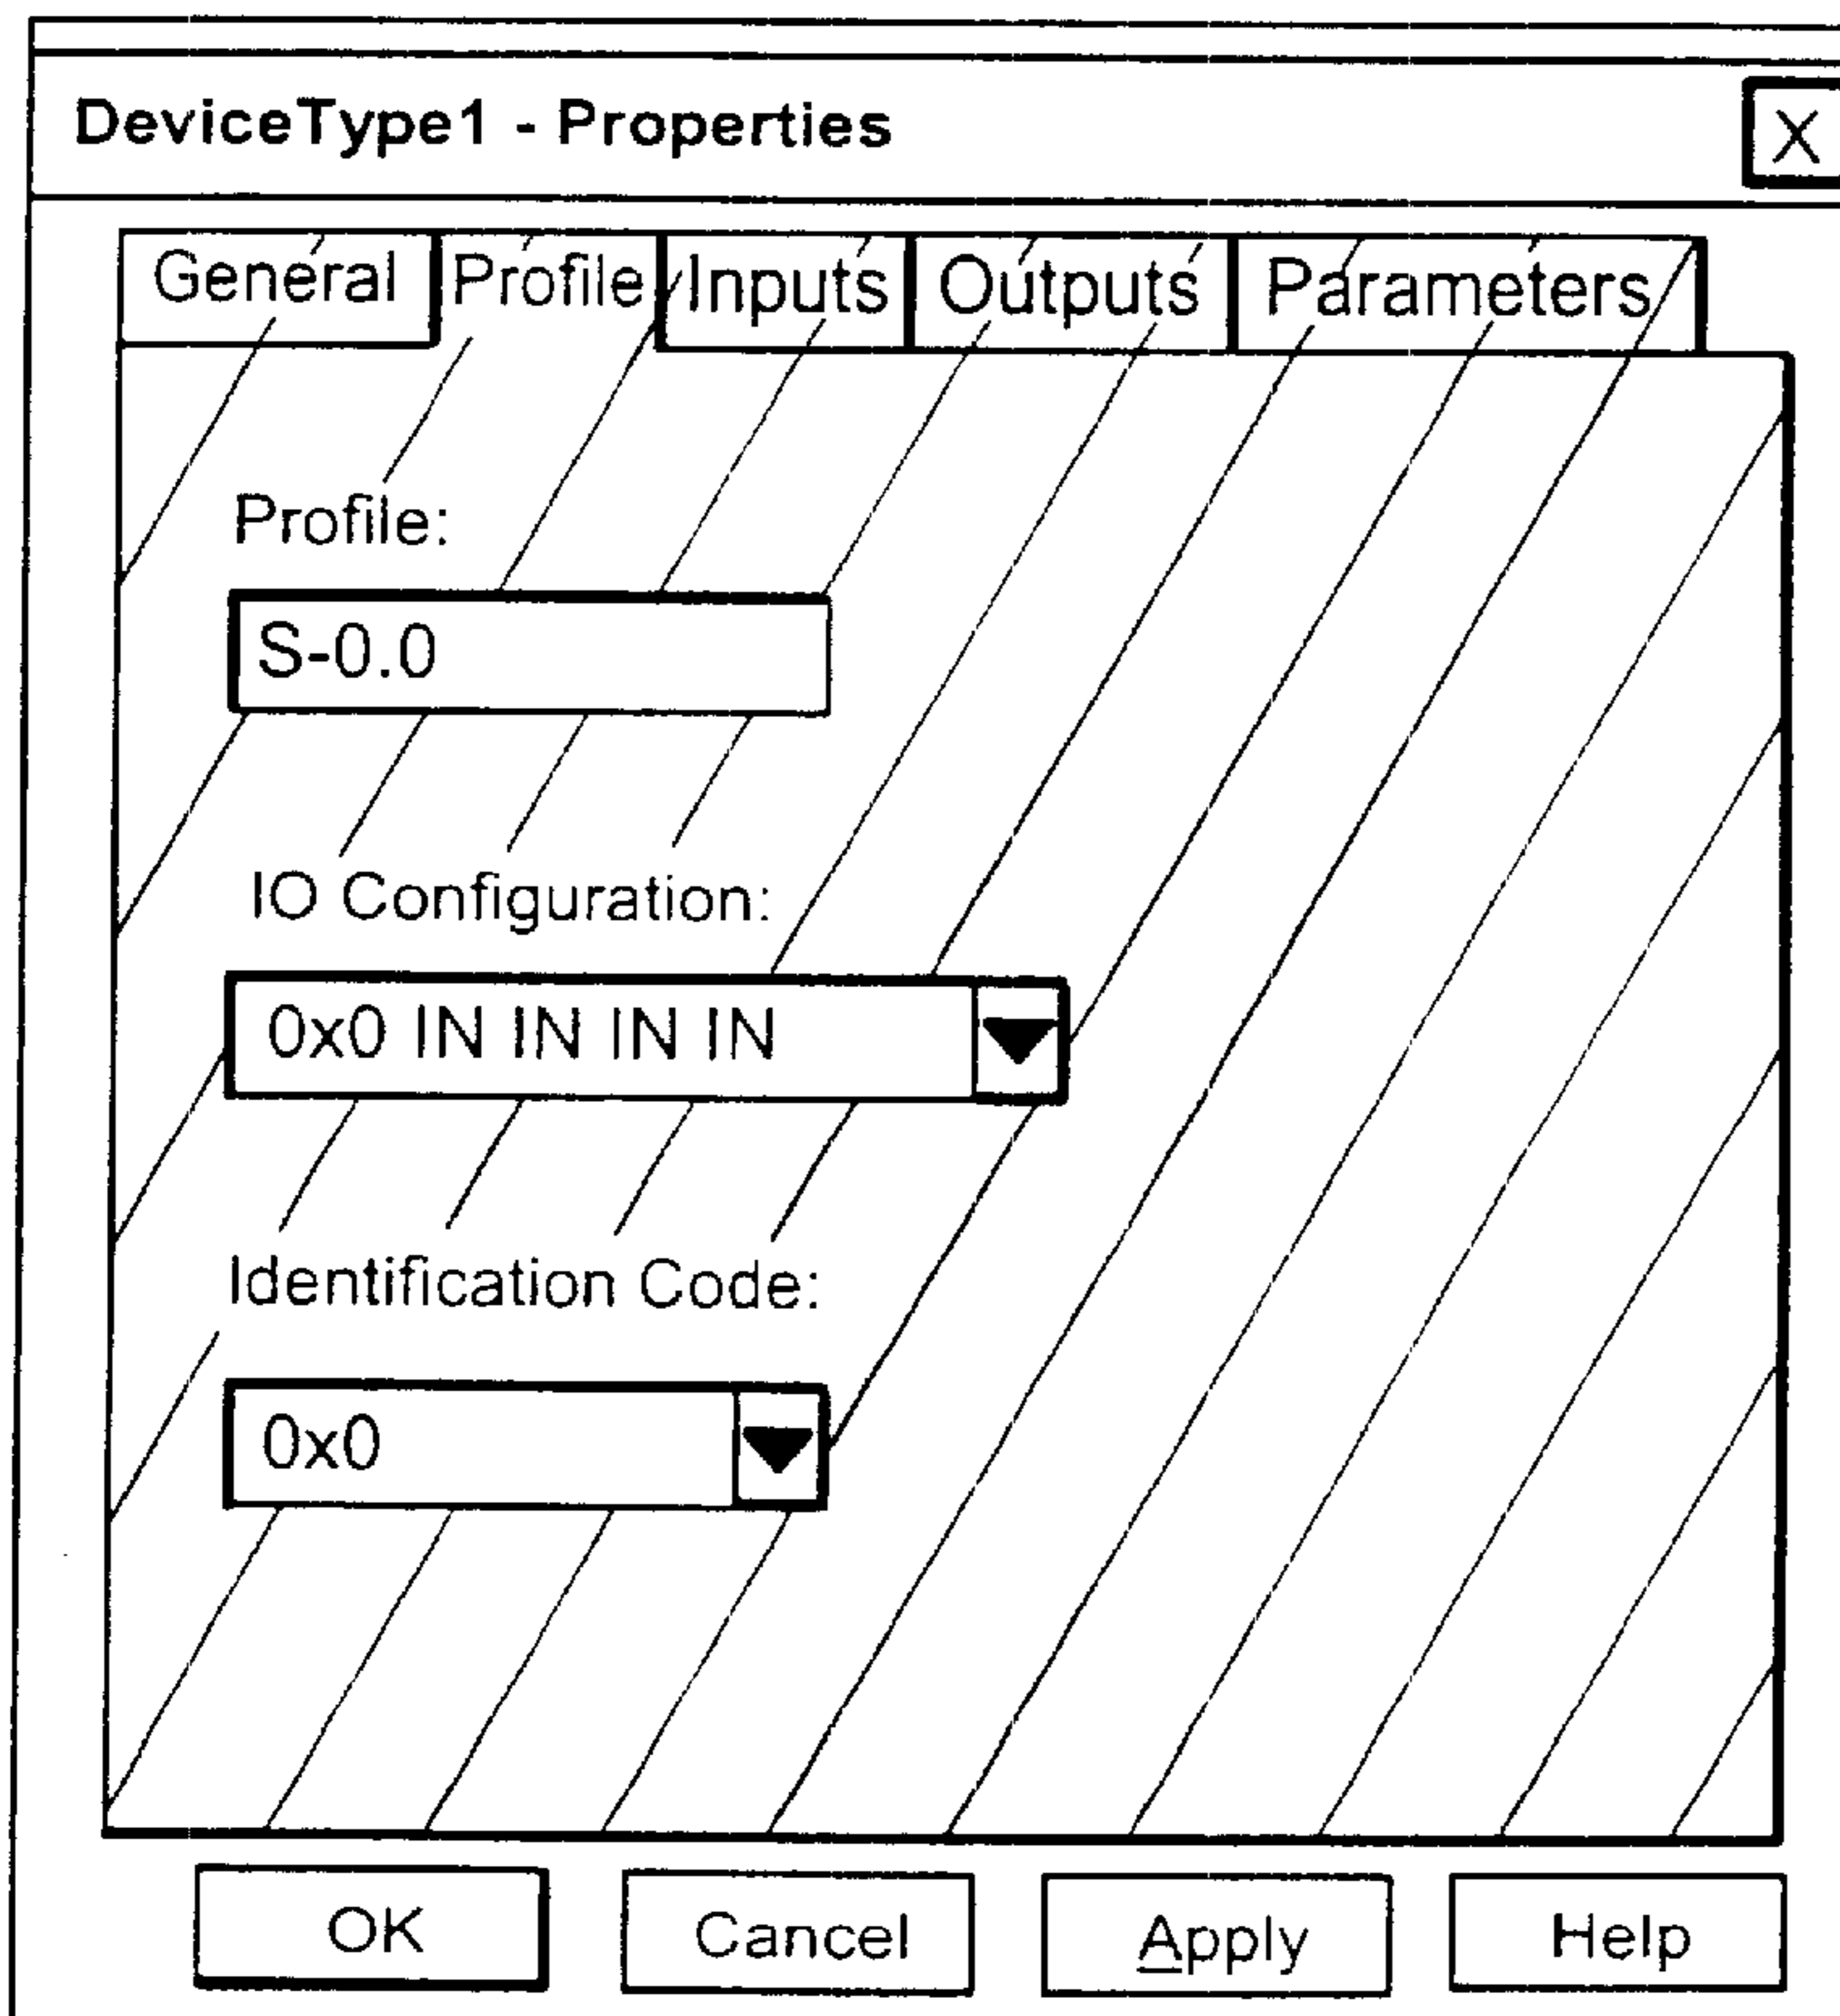 DeviceType1 - Properties X
General Profile Inputs Outputs Parameters
Profile:
S-0.0
IO Configuration:
0x0 IN IN IN IN
Identification Code:
0x0
OK Cancel Apply Help